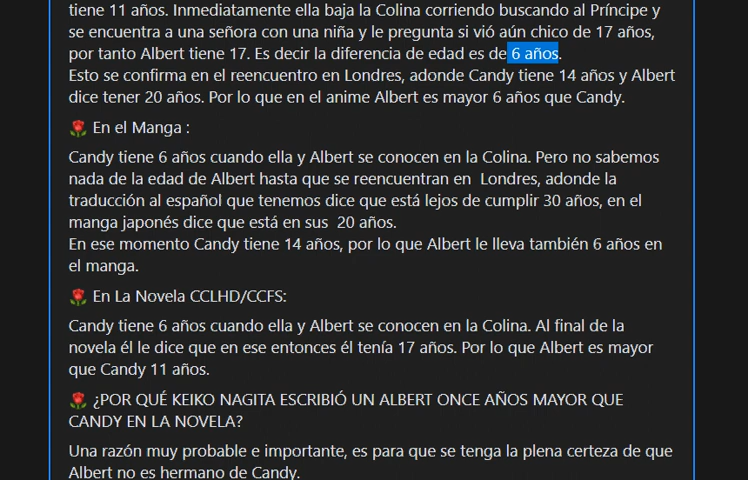 tiene 11 años. Inmediatamente ella baja la Colina corriendo buscando al Príncipe y
se encuentra a una señora con una niña y le pregunta si vió aún chico de 17 años,
por tanto Albert tiene 17. Es decir la diferencia de edad es de 6 años.
Esto se confirma en el reencuentro en Londres, adonde Candy tiene 14 años y Albert
dice tener 20 años. Por lo que en el anime Albert es mayor 6 años que Candy.
🌹 En el Manga :
Candy tiene 6 años cuando ella y Albert se conocen en la Colina. Pero no sabemos
nada de la edad de Albert hasta que se reencuentran en  Londres, adonde la
traducción al español que tenemos dice que está lejos de cumplir 30 años, en el
manga japonés dice que está en sus  20 años.
En ese momento Candy tiene 14 años, por lo que Albert le lleva también 6 años en
el manga.
🌹 En La Novela CCLHD/CCFS:
Candy tiene 6 años cuando ella y Albert se conocen en la Colina. Al final de la
novela él le dice que en ese entonces él tenía 17 años. Por lo que Albert es mayor
que Candy 11 años.
🌹 ¿POR QUÉ KEIKO NAGITA ESCRIBIÓ UN ALBERT ONCE AÑOS MAYOR QUE
CANDY EN LA NOVELA?
Una razón muy probable e importante, es para que se tenga la plena certeza de que
Albert no es hermano de Candy.